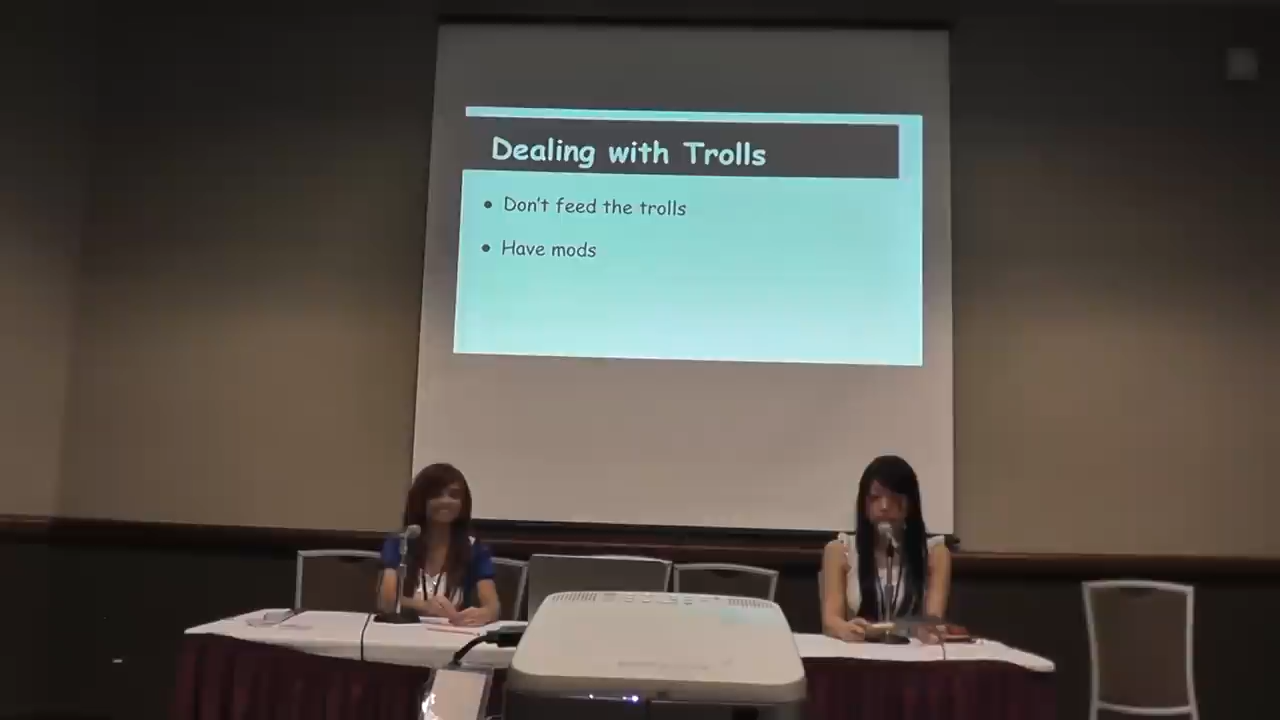 Dealing with Trolls
• Don't feed the trolls
• Have mods